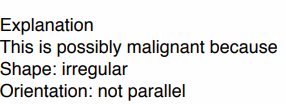 Explanation
This is possibly malignant because
Shape: irregular
Orientation: not parallel